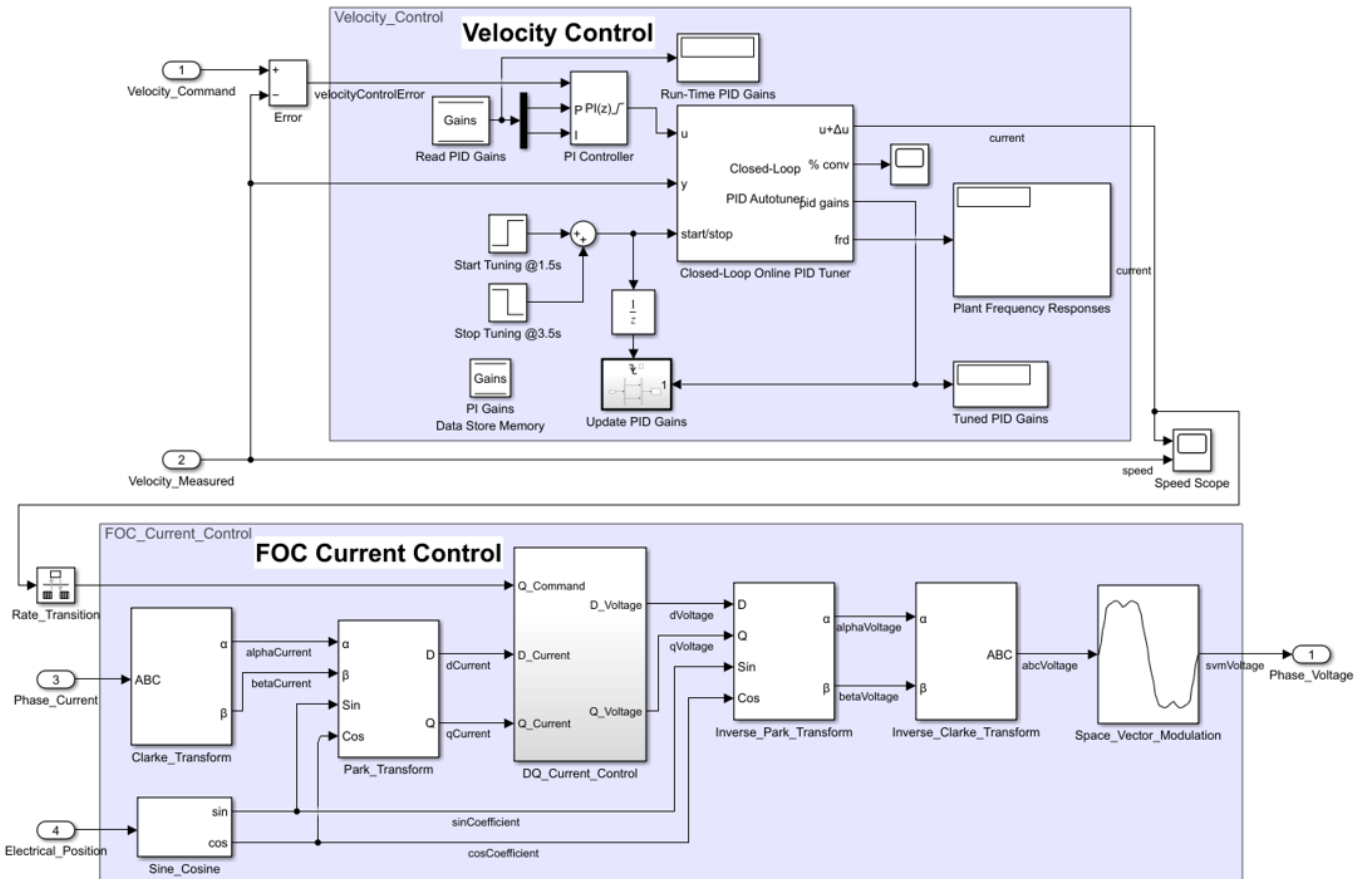 Velocity_Control
Velocity Control
1
Velocity_Command
+
−
Error
velocityControlError
Gains
Read PID Gains
P
I
PI(z)
PI Controller
Run-Time PID Gains
u
y
start/stop
Closed-Loop
PID Autotuner
u+Δu
% conv
pid gains
frd
Closed-Loop Online PID Tuner
current
Start Tuning @1.5s
+
+
Stop Tuning @3.5s
1
z
Plant Frequency Responses
current
Gains
PI Gains
Data Store Memory
1
Update PID Gains
Tuned PID Gains
2
Velocity_Measured
speed
Speed Scope
FOC_Current_Control
FOC Current Control
Rate_Transition
3
Phase_Current
ABC
α
β
Clarke_Transform
alphaCurrent
betaCurrent
α
β
Sin
Cos
D
Q
Park_Transform
dCurrent
qCurrent
Q_Command
D_Current
Q_Current
D_Voltage
Q_Voltage
DQ_Current_Control
dVoltage
qVoltage
D
Q
Sin
Cos
α
β
Inverse_Park_Transform
alphaVoltage
betaVoltage
α
β
ABC
Inverse_Clarke_Transform
abcVoltage
Space_Vector_Modulation
svmVoltage
1
Phase_Voltage
4
Electrical_Position
sin
cos
Sine_Cosine
sinCoefficient
cosCoefficient